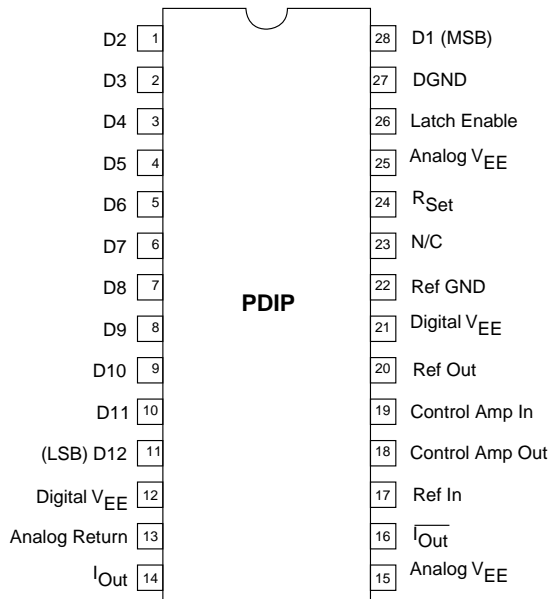 D2 1 28 D1 (MSB)
D3 2 27 DGND
D4 3 26 Latch Enable
D5 4 25 Analog VEE
D6 5 24 RSet
D7 6 23 N/C
D8 7 22 Ref GND
PDIP
D9 8 21 Digital VEE
D10 9 20 Ref Out
D11 10 19 Control Amp In
(LSB) D12 11 18 Control Amp Out
Digital VEE 12 17 Ref In
Analog Return 13 16 IOut
IOut 14 15 Analog VEE